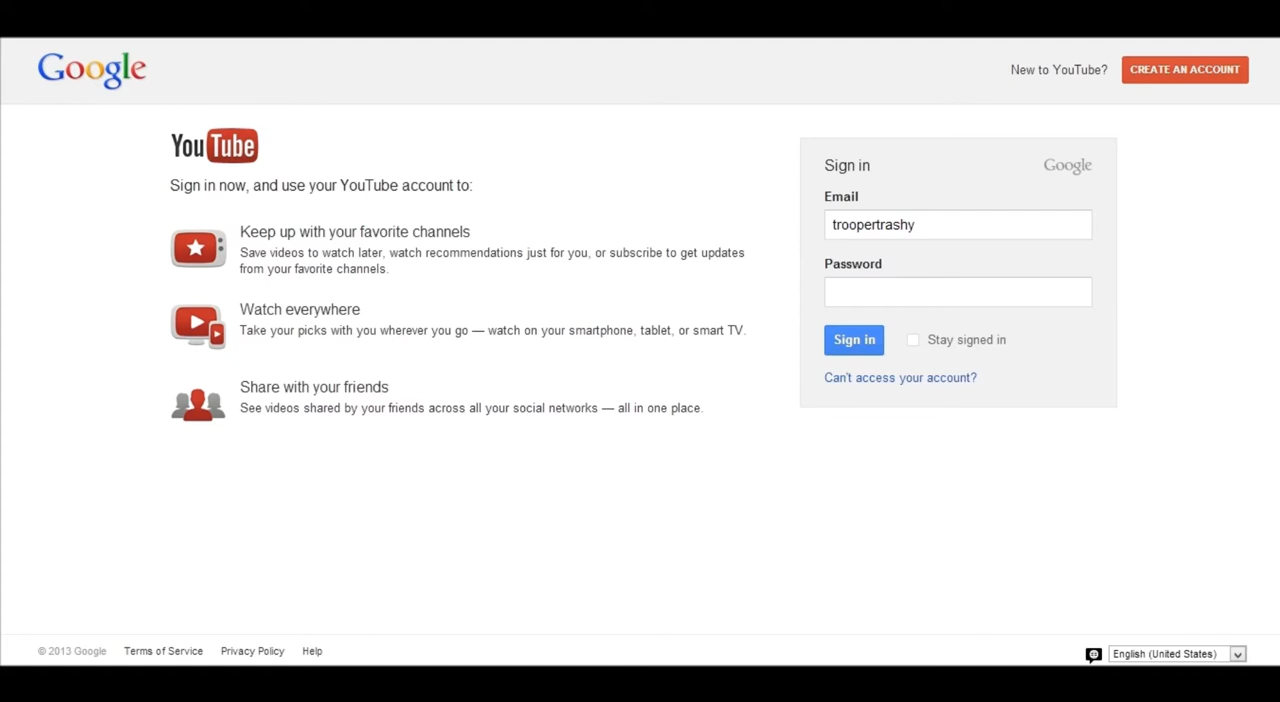 Google
New to YouTube?
CREATE AN ACCOUNT
YouTube
Sign in now, and use your YouTube account to:
Keep up with your favorite channels
Save videos to watch later, watch recommendations just for you, or subscribe to get updates
from your favorite channels.
Watch everywhere
Take your picks with you wherever you go — watch on your smartphone, tablet, or smart TV.
Share with your friends
See videos shared by your friends across all your social networks — all in one place.
Sign in
Google
Email
troopertrashy
Password
Sign in
Stay signed in
Can't access your account?
© 2013 Google
Terms of Service
Privacy Policy
Help
English (United States)